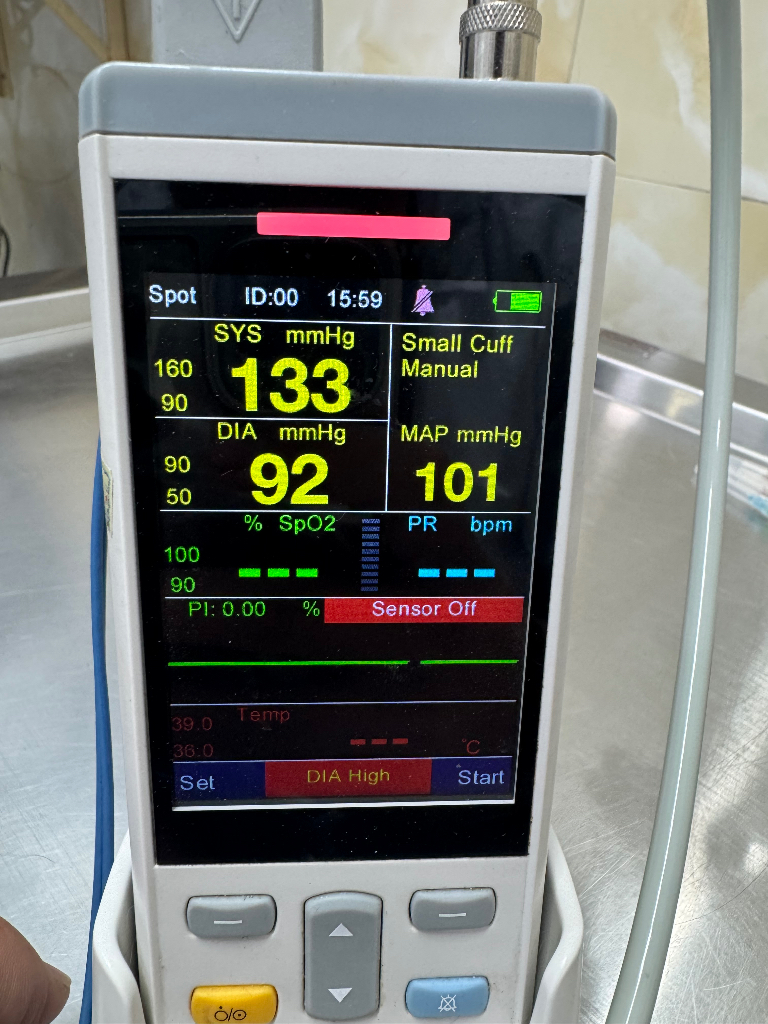 Spot ID:00 15:59
SYS mmHg
160
90
133
Small Cuff
Manual
DIA mmHg
90
50
92
MAP mmHg
101
% SpO2
100
90
---
PR bpm
---
PI: 0.00 %
Sensor Off
39.0
36.0
Temp
---
°C
Set
DIA High
Start